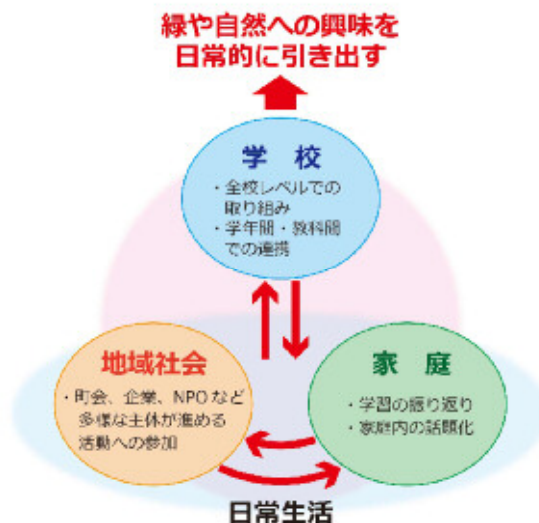 緑や自然への興味を
日常的に引き出す
学 校
・全校レベルでの
取り組み
・学年間・教科間
での連携
地域社会
・町会、企業、NPOなど
多様な主体が進める
活動への参加
家 庭
・学習の振り返り
・家庭内の話題化
日常生活